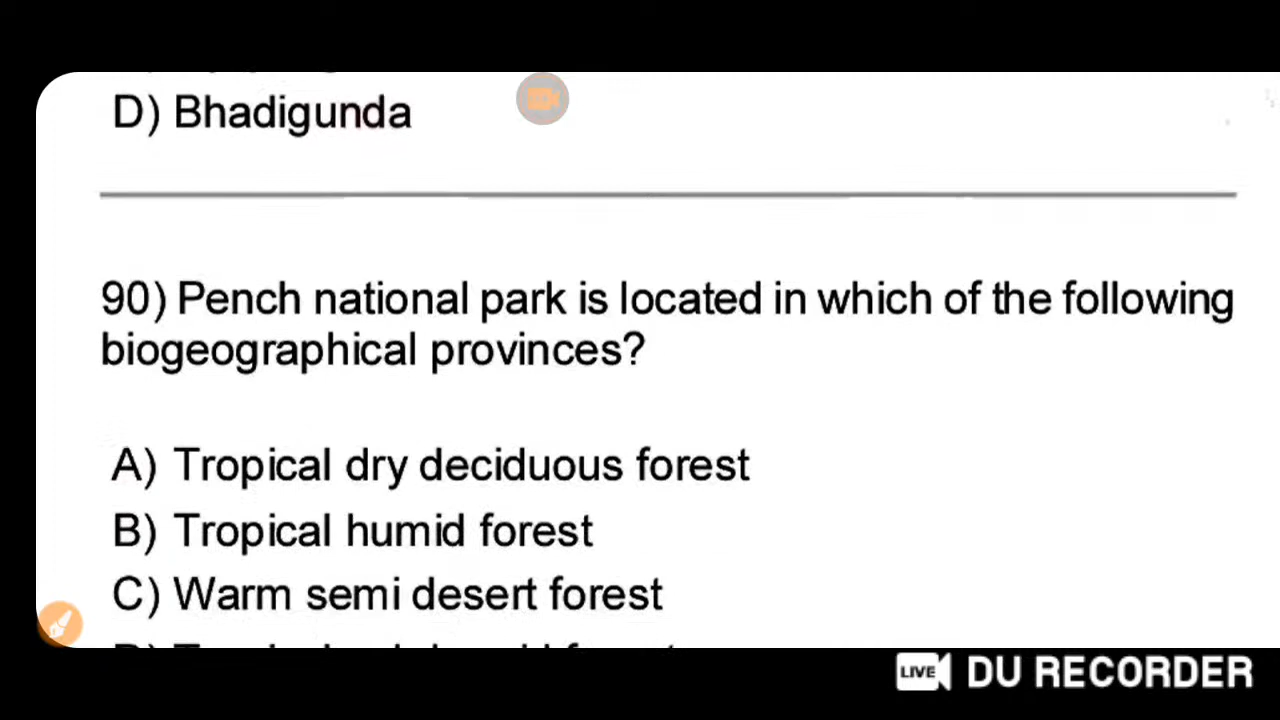 D) Bhadigunda
90) Pench national park is located in which of the following
biogeographical provinces?
A) Tropical dry deciduous forest
B) Tropical humid forest
C) Warm semi desert forest
LIVE DU RECORDER